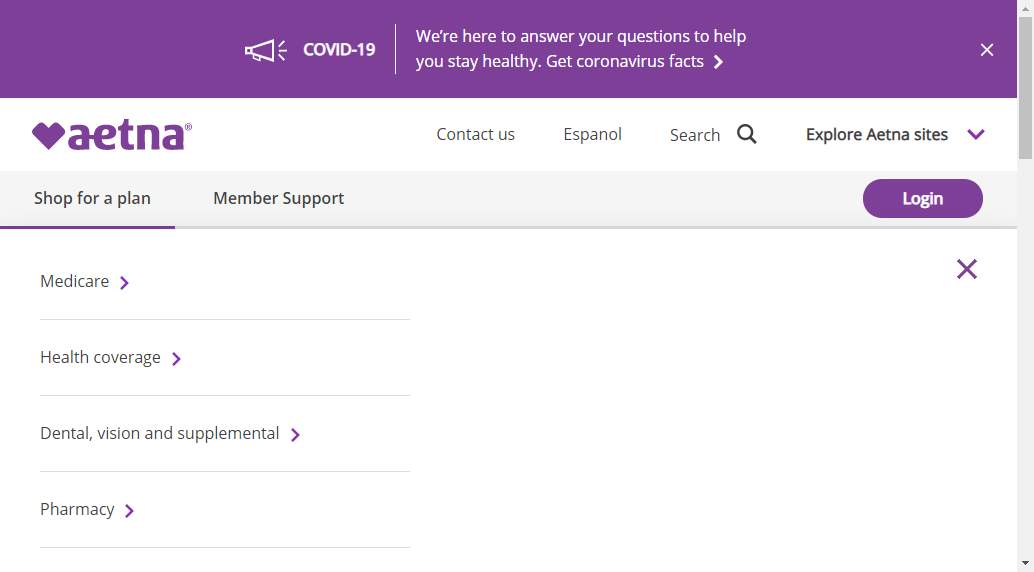 COVID-19
We’re here to answer your questions to help
you stay healthy. Get coronavirus facts
aetna®
Contact us
Espanol
Search
Explore Aetna sites
Shop for a plan
Member Support
Login
Medicare
Health coverage
Dental, vision and supplemental
Pharmacy